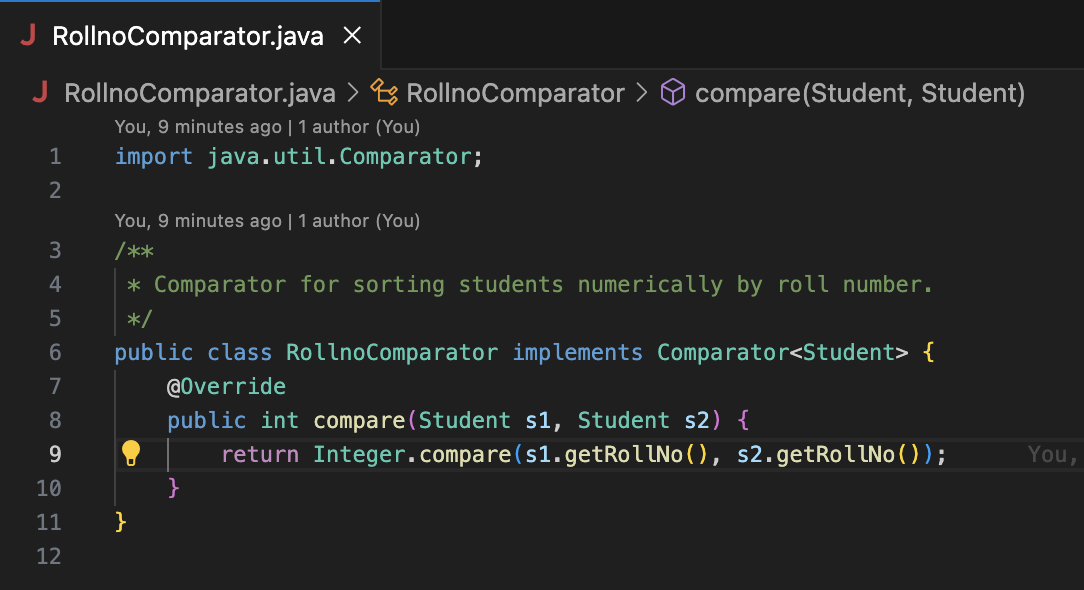 RollnoComparator.java
RollnoComparator.java > RollnoComparator > compare(Student, Student)
You, 9 minutes ago | 1 author (You)
1 import java.util.Comparator;
2
You, 9 minutes ago | 1 author (You)
3 /**
4 * Comparator for sorting students numerically by roll number.
5 */
6 public class RollnoComparator implements Comparator<Student> {
7 @Override
8 public int compare(Student s1, Student s2) {
9 return Integer.compare(s1.getRollNo(), s2.getRollNo()); You,
10 }
11 }
12